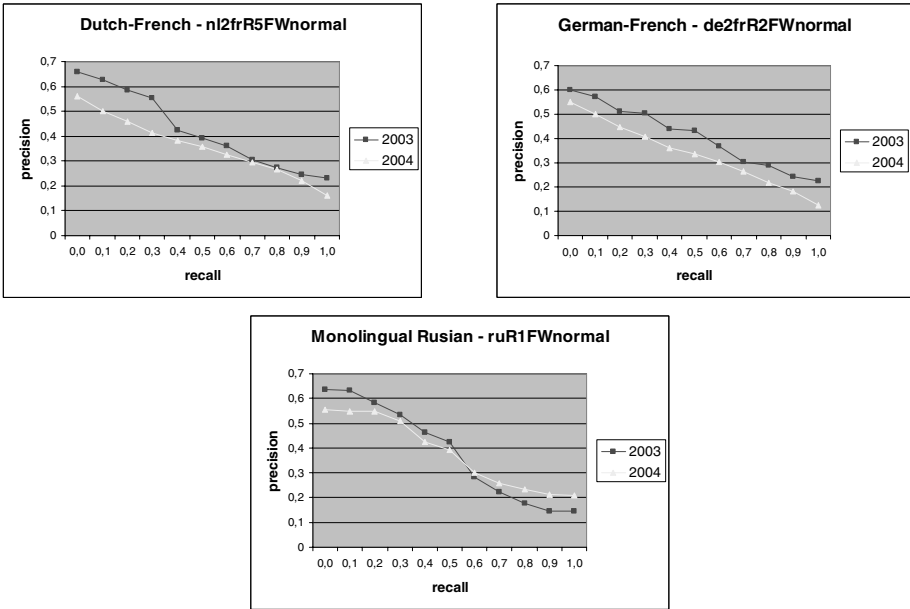 Dutch-French - nl2frR5FWnormal
0,7
0,6
0,5
0,4
0,3
0,2
0,1
0
precision
0,0 0,1 0,2 0,3 0,4 0,5 0,6 0,7 0,8 0,9 1,0
recall
2003
2004
German-French - de2frR2FWnormal
0,7
0,6
0,5
0,4
0,3
0,2
0,1
0
precision
0,0 0,1 0,2 0,3 0,4 0,5 0,6 0,7 0,8 0,9 1,0
recall
2003
2004
Monolingual Rusian - ruR1FWnormal
0,7
0,6
0,5
0,4
0,3
0,2
0,1
0
precision
0,0 0,1 0,2 0,3 0,4 0,5 0,6 0,7 0,8 0,9 1,0
recall
2003
2004